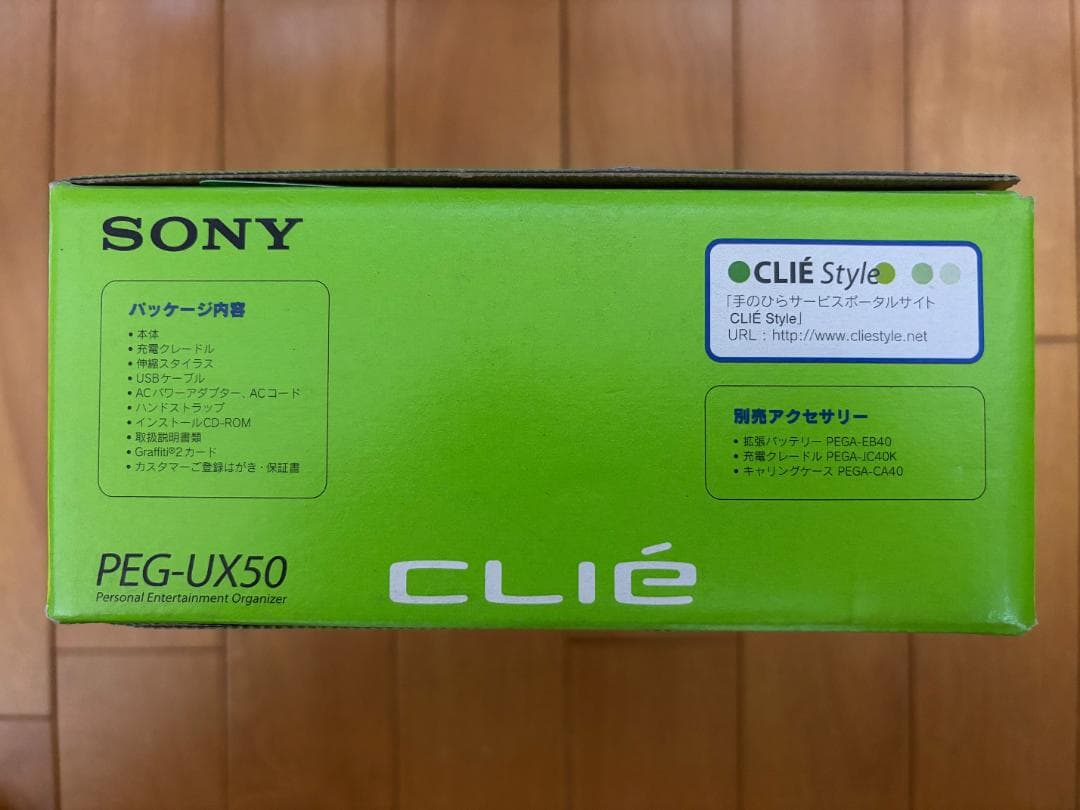 SONY
パッケージ内容
• 本体
• 充電クレードル
• 伸縮スタイラス
• USBケーブル
• ACパワーアダプター、ACコード
• ハンドストラップ
• インストールCD-ROM
• 取扱説明書類
• Graffiti®2カード
• カスタマーご登録はがき・保証書
PEG-UX50
Personal Entertainment Organizer
CLIÉ
CLIÉ Style
「手のひらサービスポータルサイト
CLIÉ Style」
URL : http://www.cliestyle.net
別売アクセサリー
• 拡張バッテリー PEGA-EB40
• 充電クレードル PEGA-JC40K
• キャリングケース PEGA-CA40